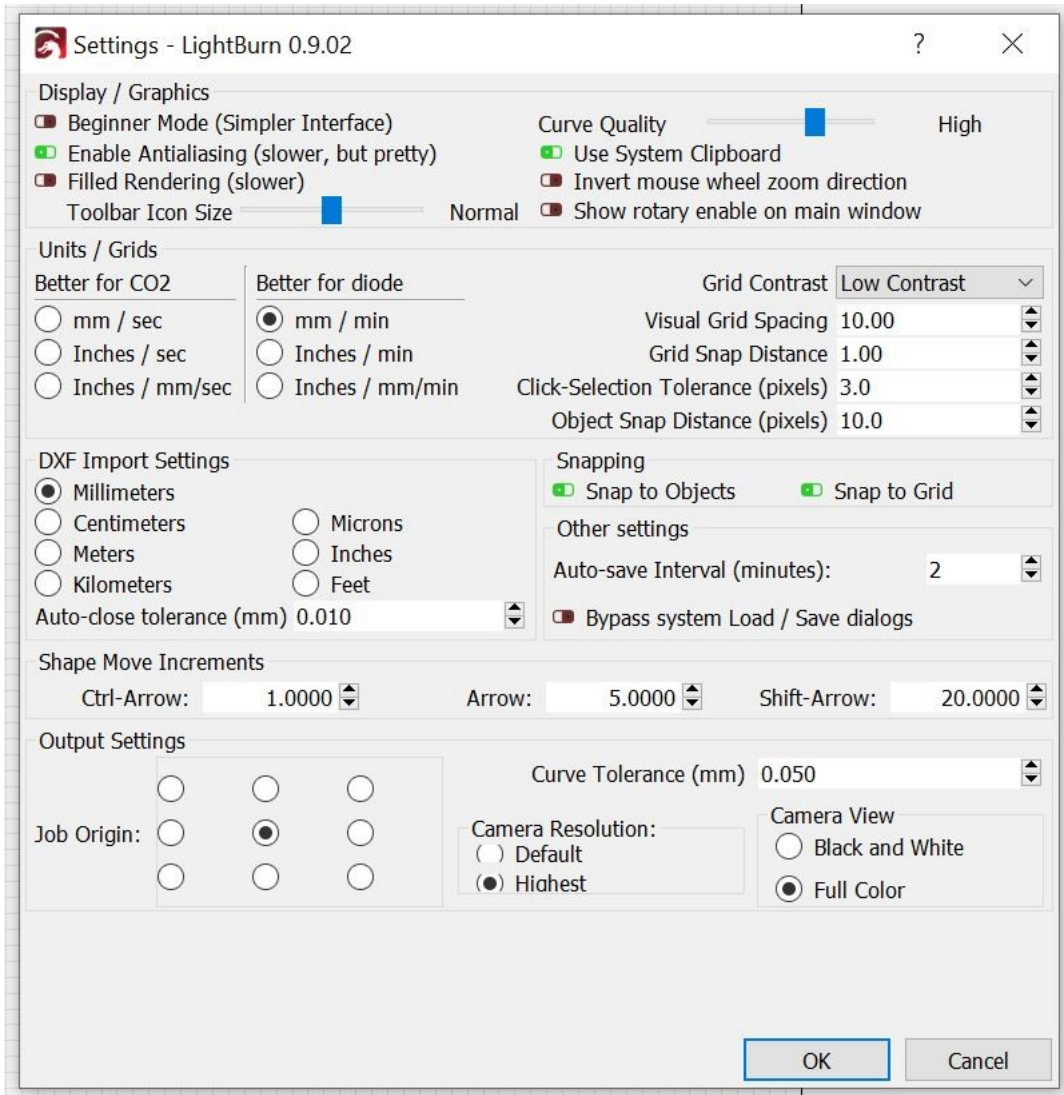 Settings - LightBurn 0.9.02 ?
Display / Graphics
Beginner Mode (Simpler Interface)
Enable Antialiasing (slower, but pretty)
Filled Rendering (slower)
Toolbar Icon Size Normal
Curve Quality High
Use System Clipboard
Invert mouse wheel zoom direction
Show rotary enable on main window
Units / Grids
Better for CO2
mm / sec
Inches / sec
Inches / mm/sec
Better for diode
mm / min
Inches / min
Inches / mm/min
Grid Contrast Low Contrast
Visual Grid Spacing 10.00
Grid Snap Distance 1.00
Click-Selection Tolerance (pixels) 3.0
Object Snap Distance (pixels) 10.0
DXF Import Settings
Millimeters
Centimeters
Meters
Kilometers
Microns
Inches
Feet
Auto-close tolerance (mm) 0.010
Snapping
Snap to Objects Snap to Grid
Other settings
Auto-save Interval (minutes): 2
Bypass system Load / Save dialogs
Shape Move Increments
Ctrl-Arrow: 1.0000 Arrow: 5.0000 Shift-Arrow: 20.0000
Output Settings
Job Origin:
Curve Tolerance (mm) 0.050
Camera Resolution:
Default
Highest
Camera View
Black and White
Full Color
OK Cancel